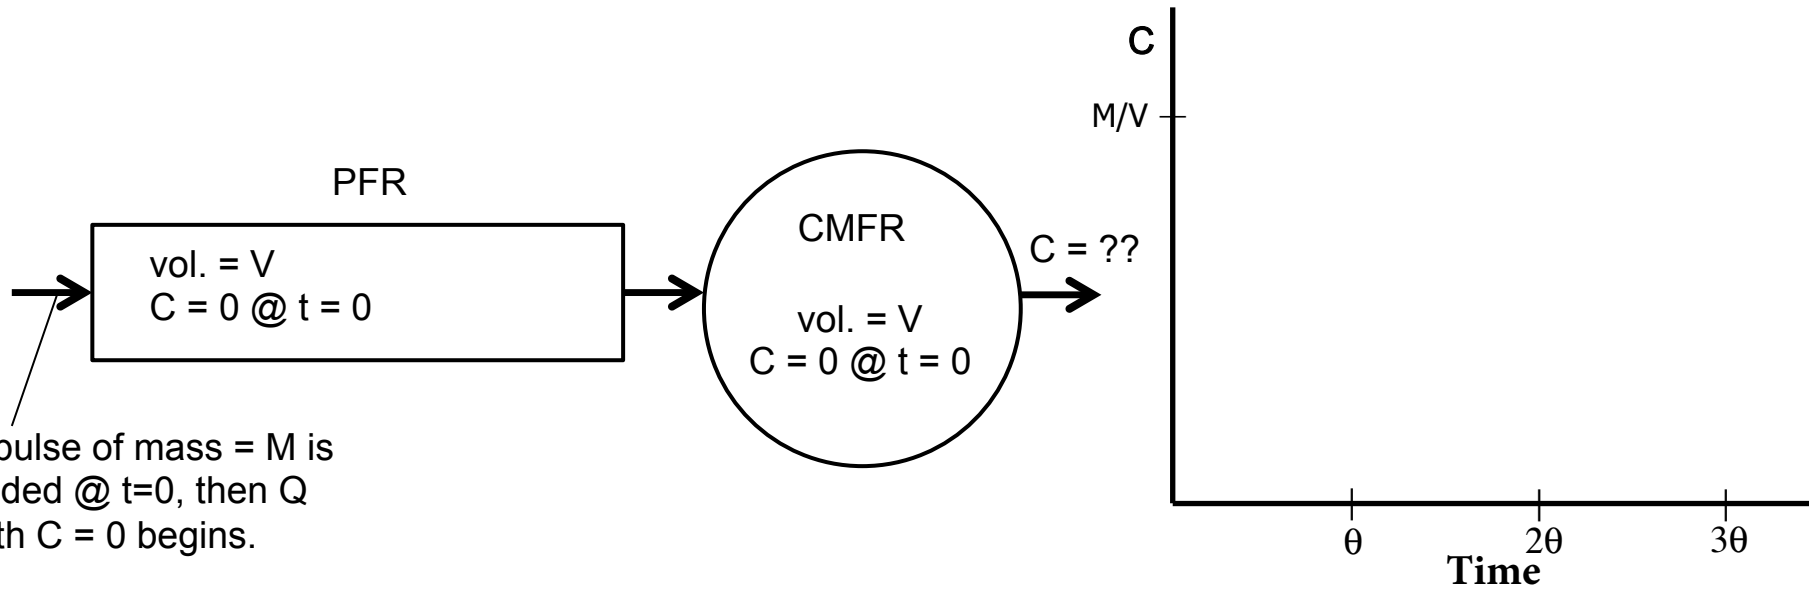 PFR
vol. = V
C = 0 @ t = 0
pulse of mass = M is
ded @ t=0, then Q
th C = 0 begins.
CMFR
vol. = V
C = 0 @ t = 0
C = ??
C
M/V
θ 2θ 3θ
Time